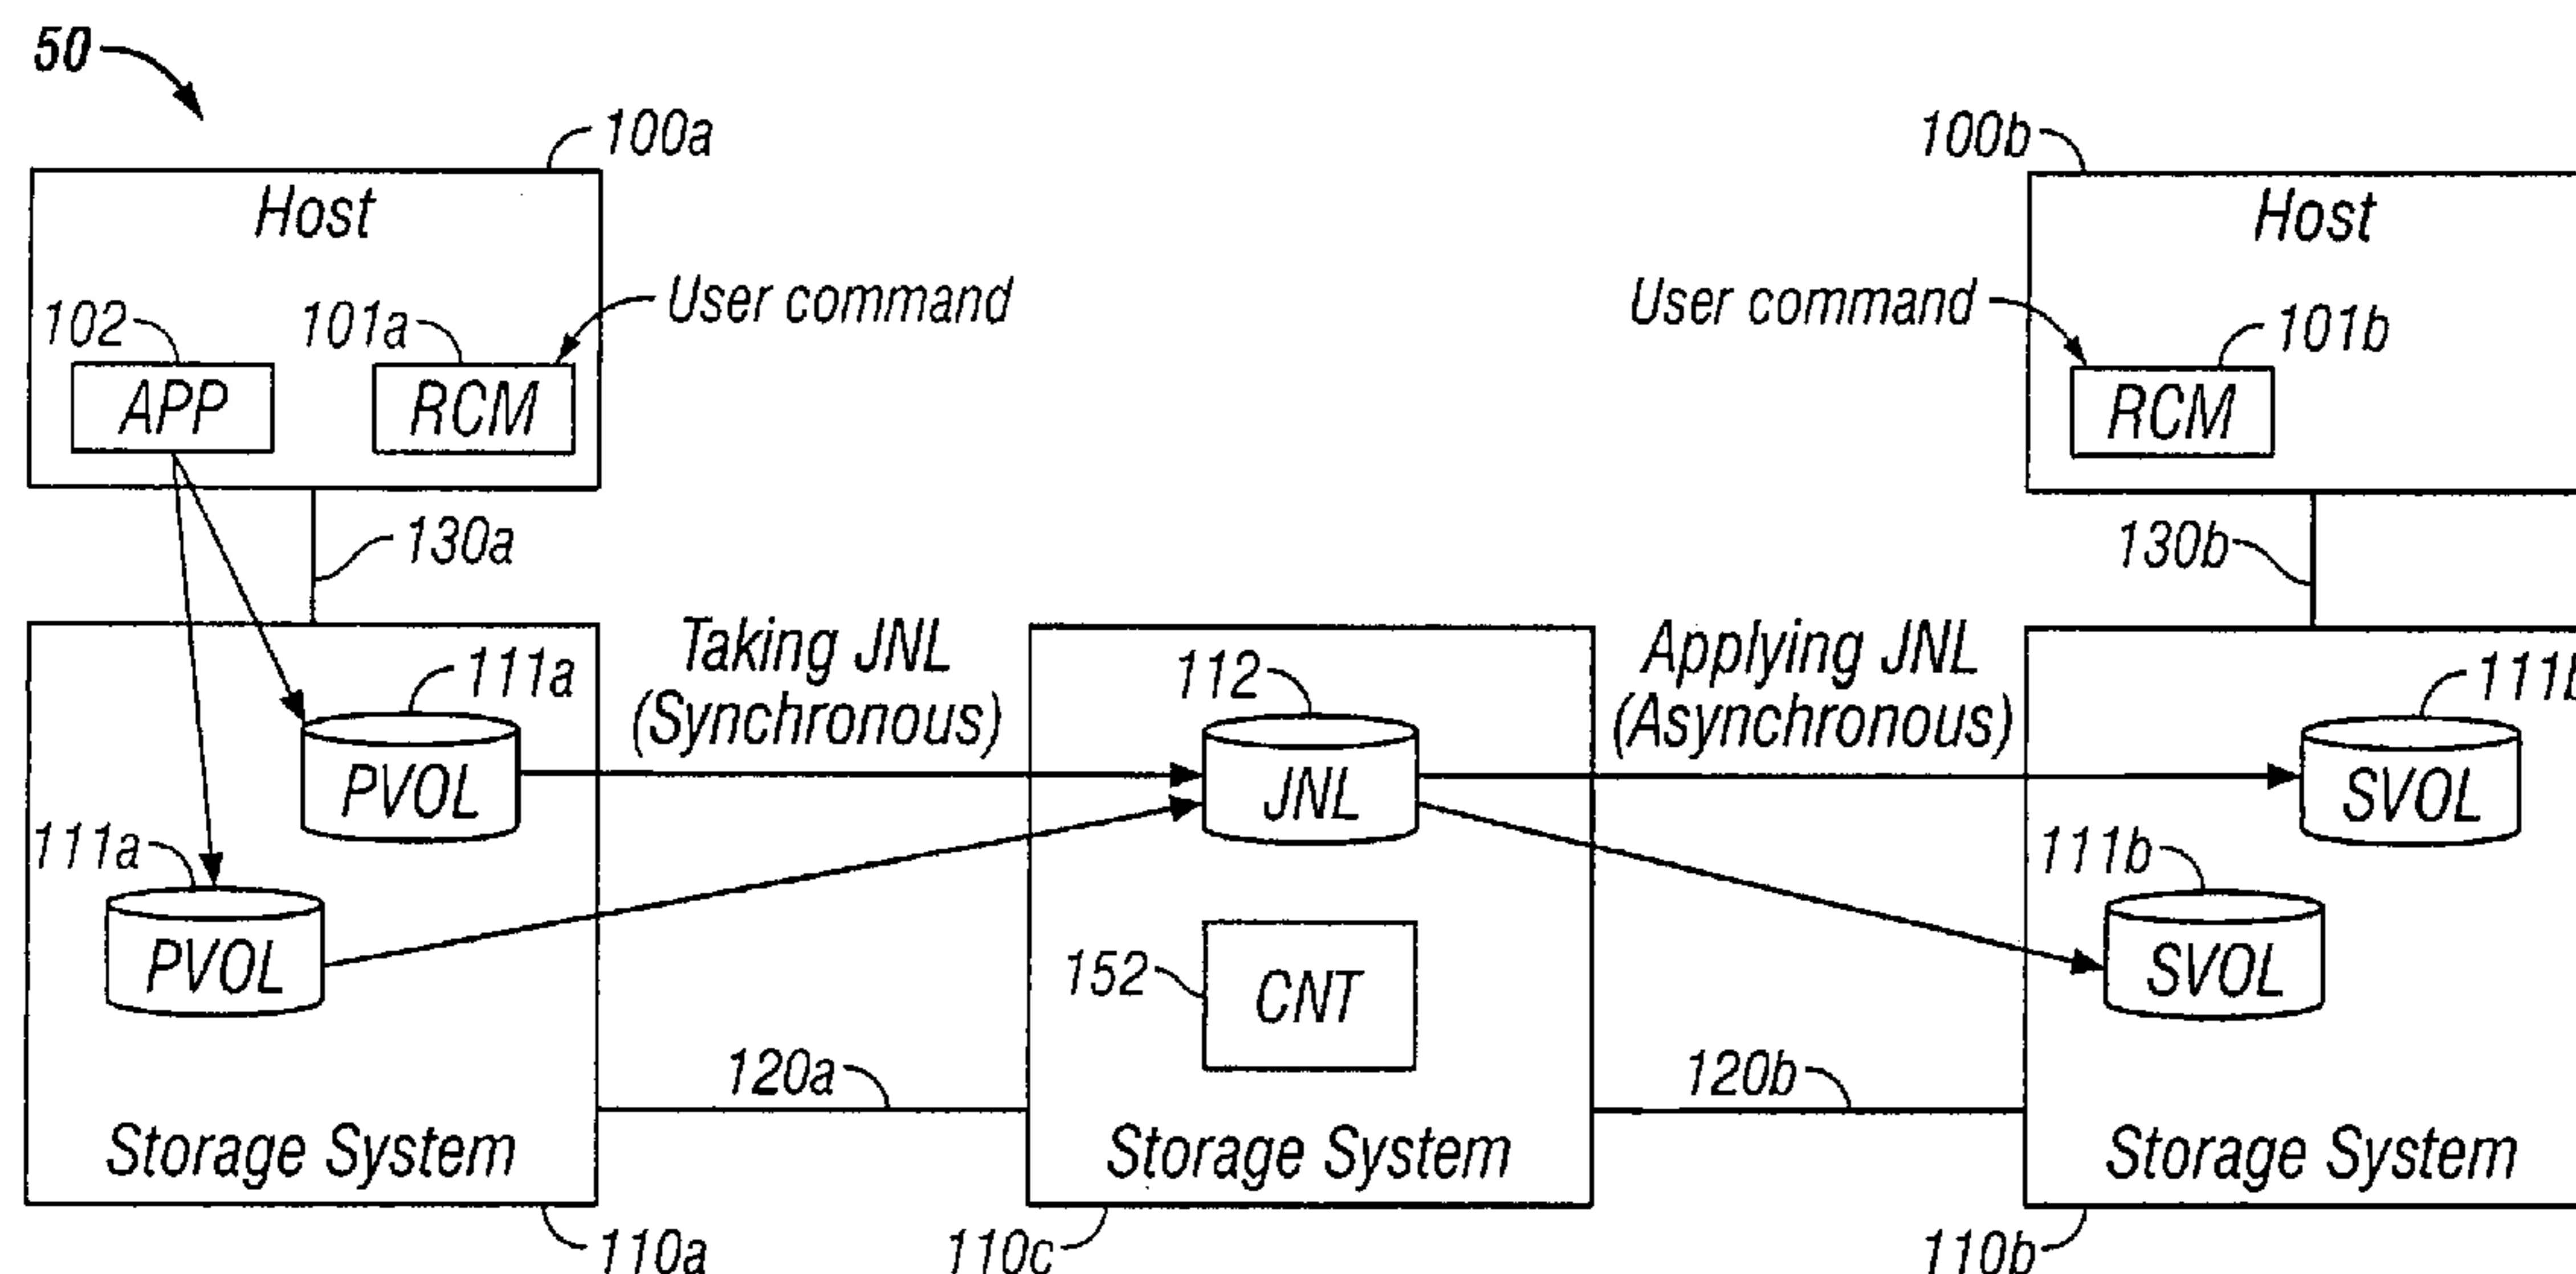 50
100a
100b
Host
Host
User command
User command
102
101a
101b
APP
RCM
RCM
130a
130b
Taking JNL
(Synchronous)
Applying JNL
(Asynchronous)
111a
112
111b
PVOL
JNL
SVOL
111a
111b
PVOL
152
CNT
SVOL
120a
120b
Storage System
Storage System
Storage System
110a
110c
110b